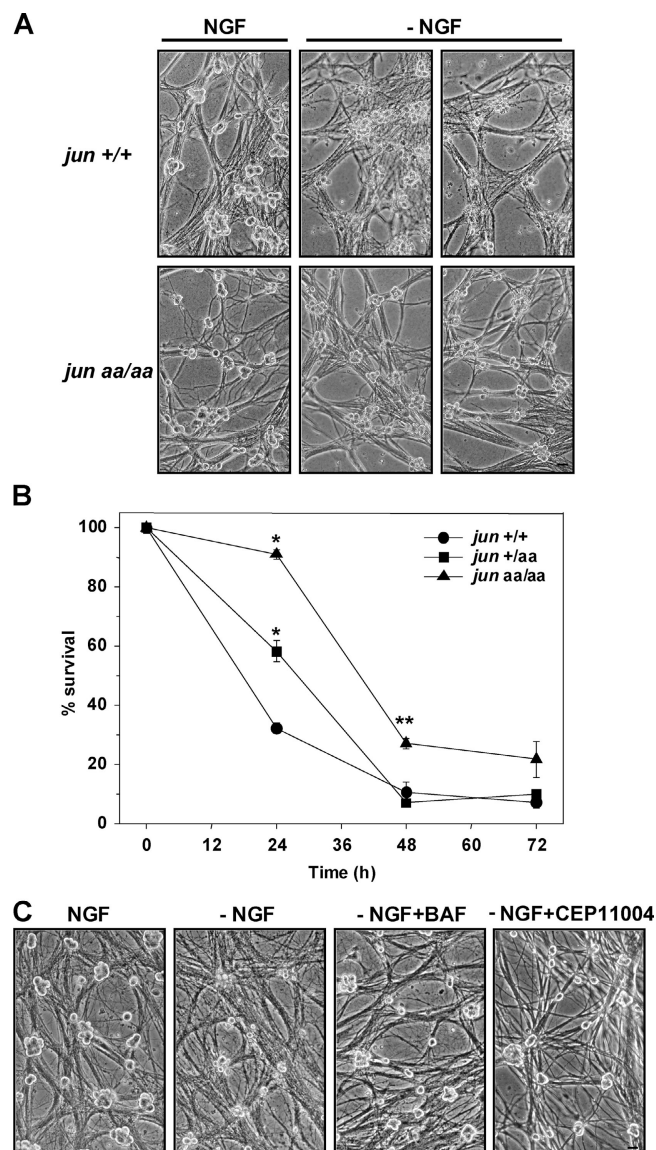 A
NGF
- NGF
jun +/+
jun aa/aa
B
100
80
60
40
20
0
% survival
*
*
**
jun +/+
jun +/aa
jun aa/aa
0 12 24 36 48 60 72
Time (h)
C
NGF
- NGF
- NGF+BAF
- NGF+CEP11004